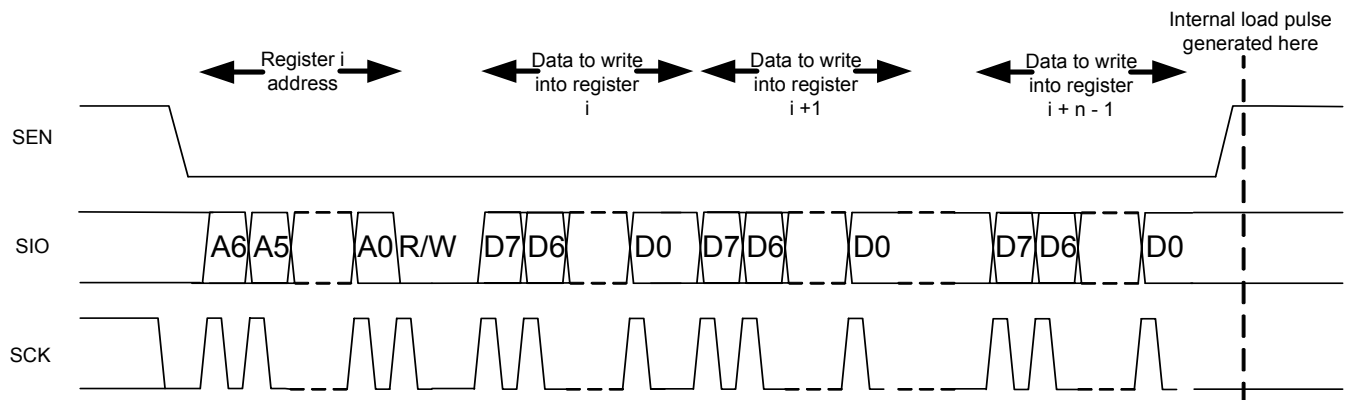 Internal load pulse
generated here
Register i
address
Data to write
into register
i
Data to write
into register
i +1
Data to write
into register
i + n - 1
SEN
SIO
A6 A5 A0 R/W D7 D6 D0 D7 D6 D0 D7 D6 D0
SCK